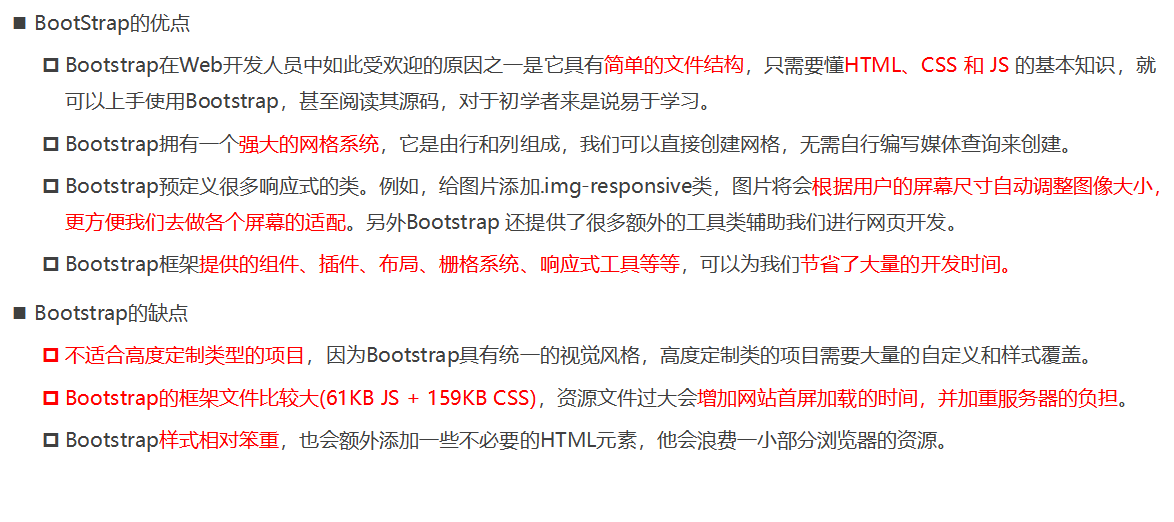 BootStrap的优点
Bootstrap在Web开发人员中如此受欢迎的原因之一是它具有简单的文件结构，只需要懂HTML、CSS 和 JS 的基本知识，就
可以上手使用Bootstrap，甚至阅读其源码，对于初学者来是说易于学习。
Bootstrap拥有一个强大的网格系统，它是由行和列组成，我们可以直接创建网格，无需自行编写媒体查询来创建。
Bootstrap预定义很多响应式的类。例如，给图片添加.img-responsive类，图片将会根据用户的屏幕尺寸自动调整图像大小，
更方便我们去做各个屏幕的适配。另外Bootstrap 还提供了很多额外的工具类辅助我们进行网页开发。
Bootstrap框架提供的组件、插件、布局、栅格系统、响应式工具等等，可以为我们节省了大量的开发时间。
Bootstrap的缺点
不适合高度定制类型的项目，因为Bootstrap具有统一的视觉风格，高度定制类的项目需要大量的自定义和样式覆盖。
Bootstrap的框架文件比较大(61KB JS + 159KB CSS)，资源文件过大会增加网站首屏加载的时间，并加重服务器的负担。
Bootstrap样式相对笨重，也会额外添加一些不必要的HTML元素，他会浪费一小部分浏览器的资源。